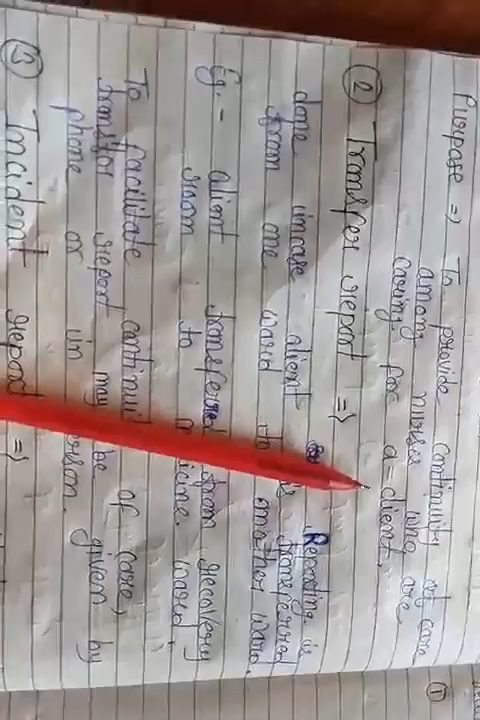 Purpose => To provide continuity of care
among nurses who are
caring for a client.
② Transfer report =>
Reporting is
done incase client is transferred
from one ward to another ward.
Eg. - client transferred from recovery
room to ward.
To facilitate continuity of care,
transfer report may be given by
phone or in person.
③ Incident report =>
①